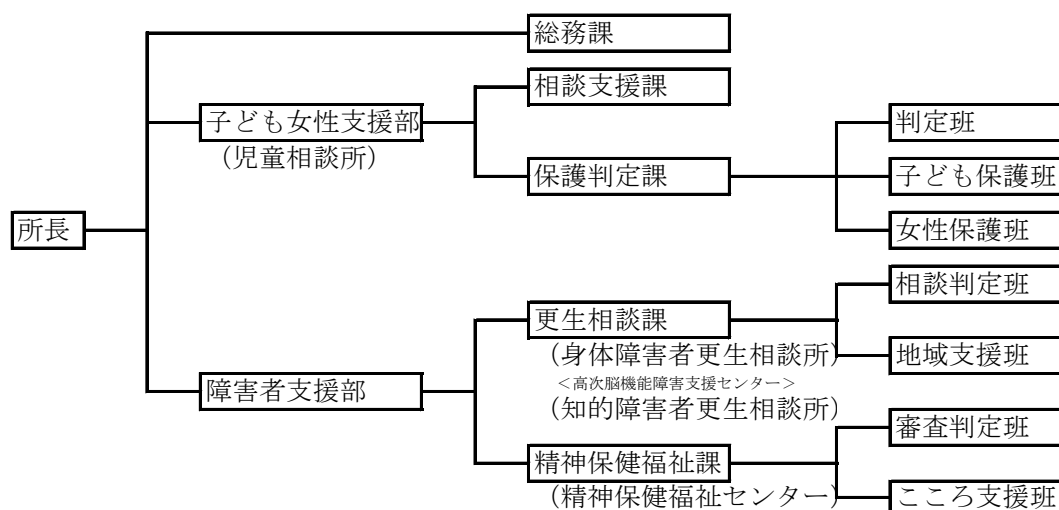 総務課
相談支援課
子ども女性支援部
（児童相談所）
判定班
保護判定課
子ども保護班
所長
女性保護班
相談判定班
更生相談課
（身体障害者更生相談所）
地域支援班
＜高次脳機能障害支援センター＞
障害者支援部
（知的障害者更生相談所）
審査判定班
精神保健福祉課
（精神保健福祉センター）
こころ支援班